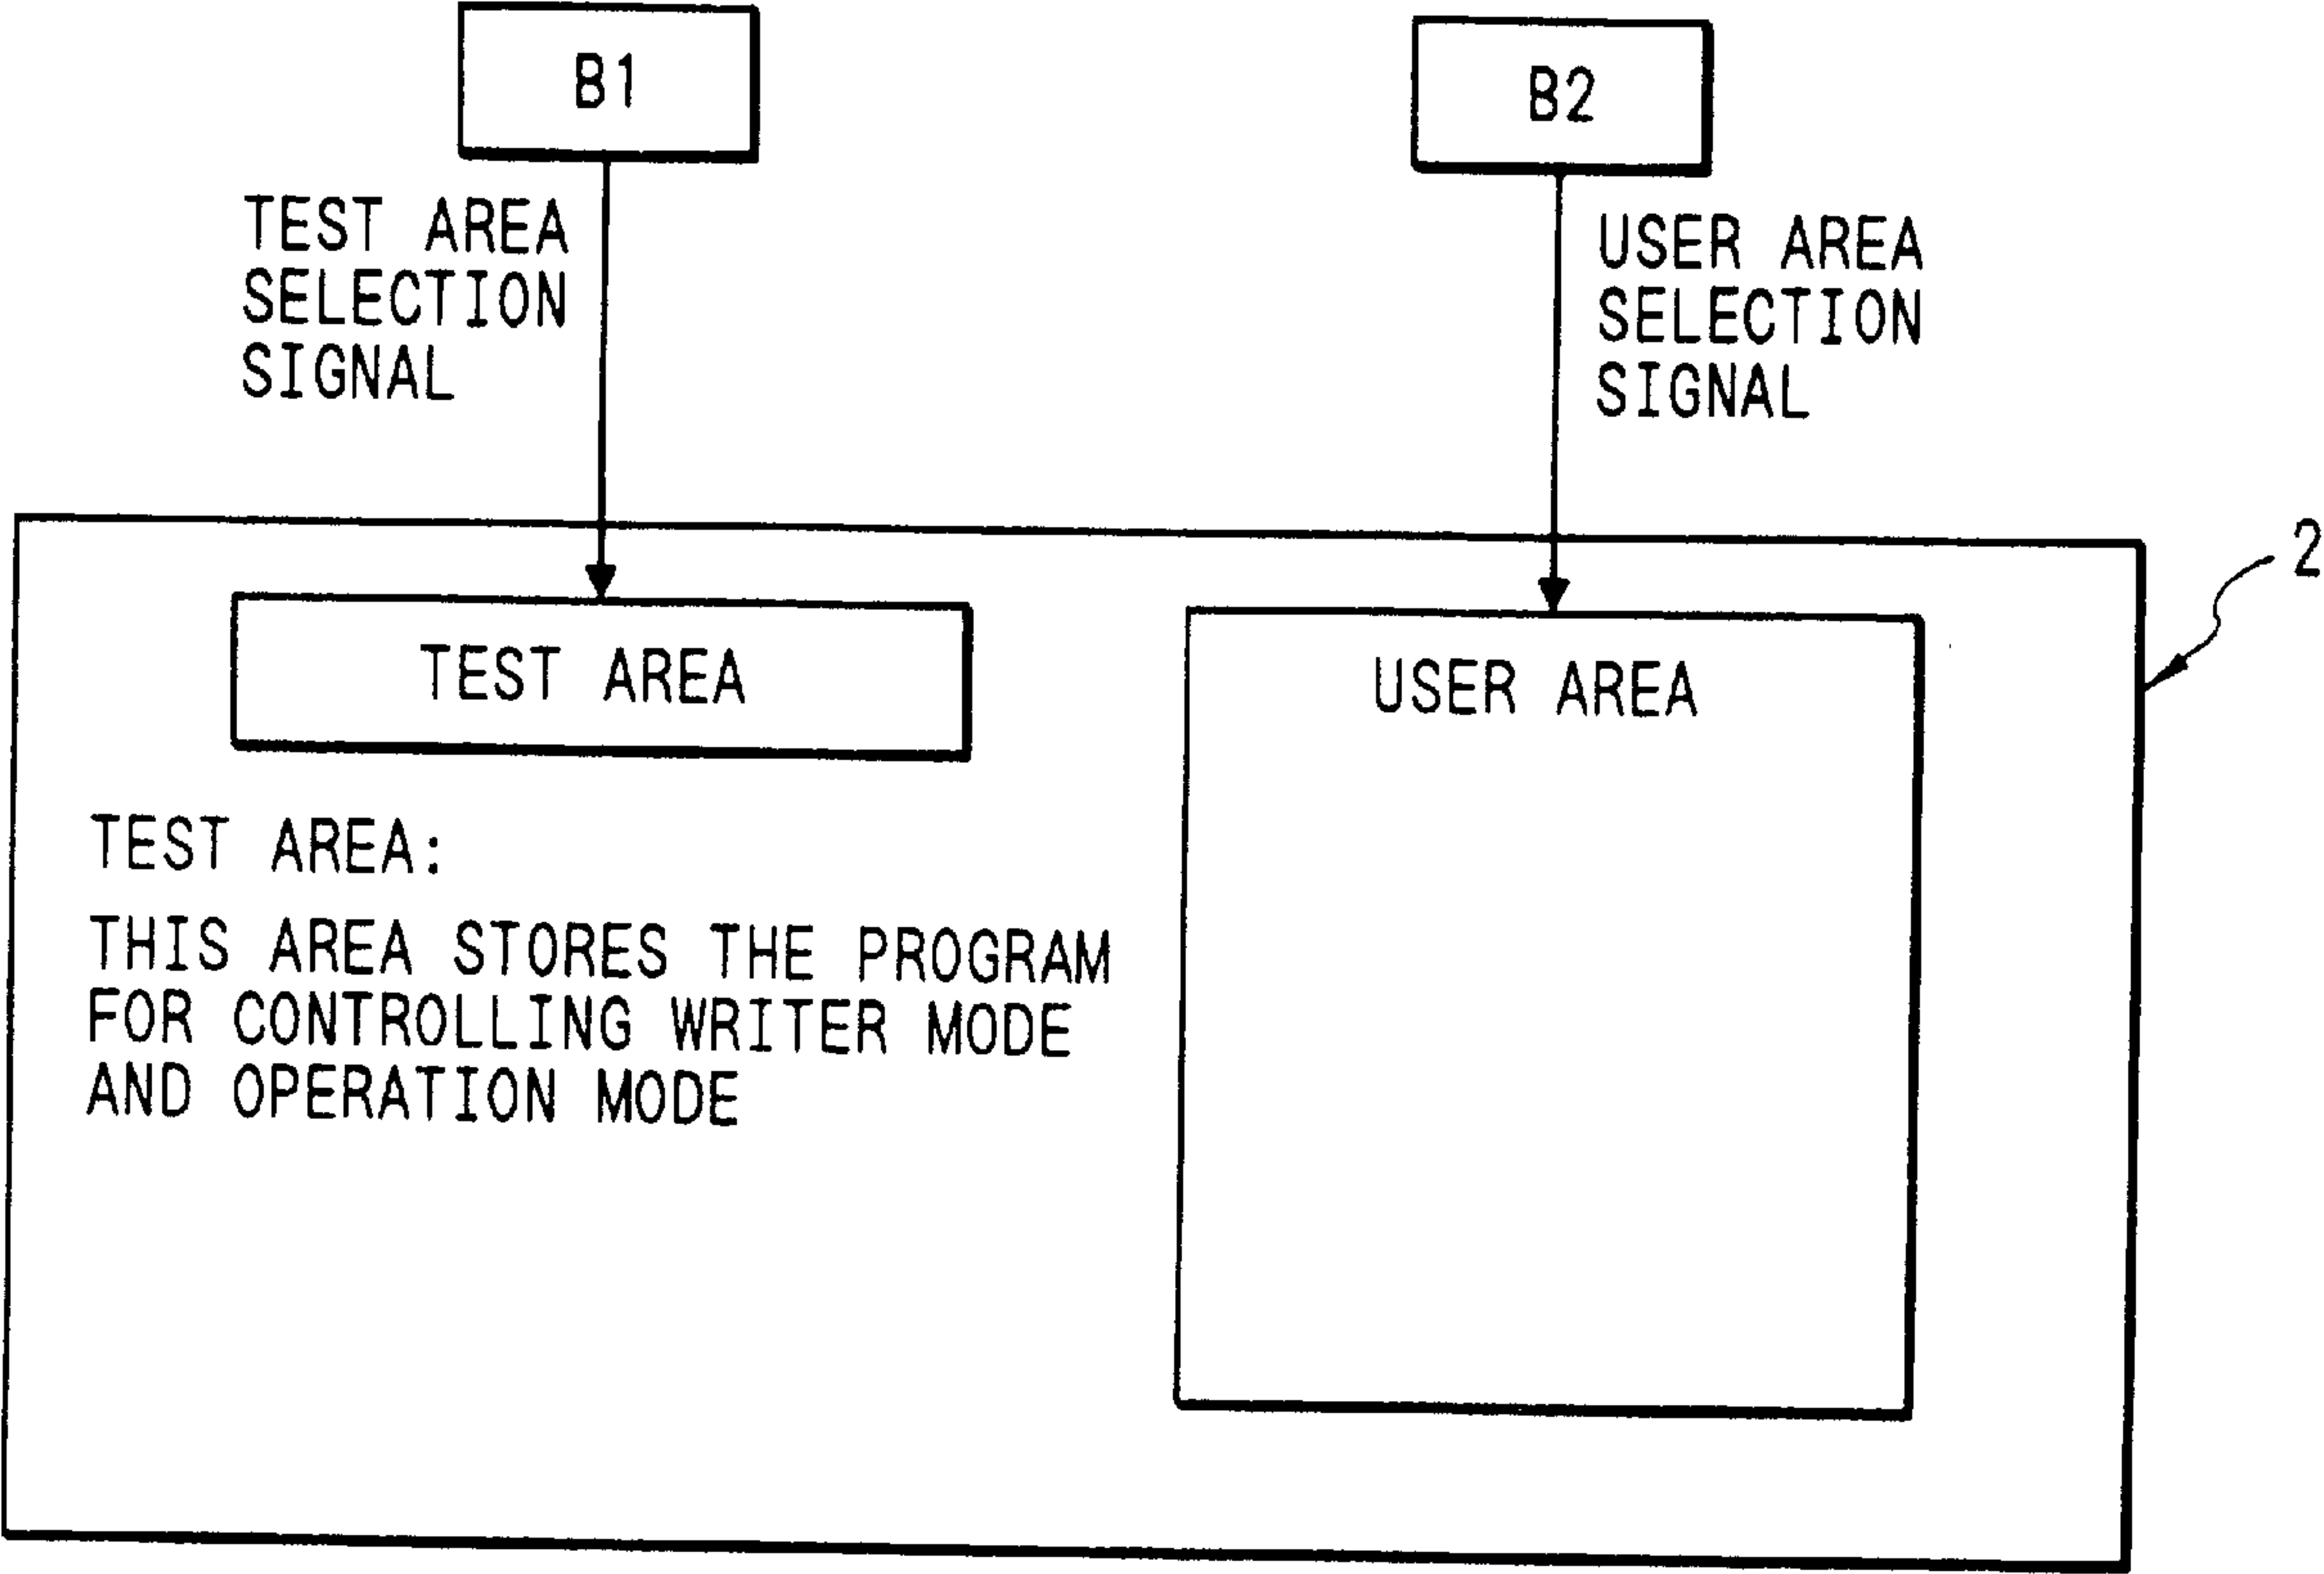 B1
B2
TEST AREA
SELECTION
SIGNAL
USER AREA
SELECTION
SIGNAL
2
TEST AREA
USER AREA
TEST AREA:
THIS AREA STORES THE PROGRAM
FOR CONTROLLING WRITER MODE
AND OPERATION MODE